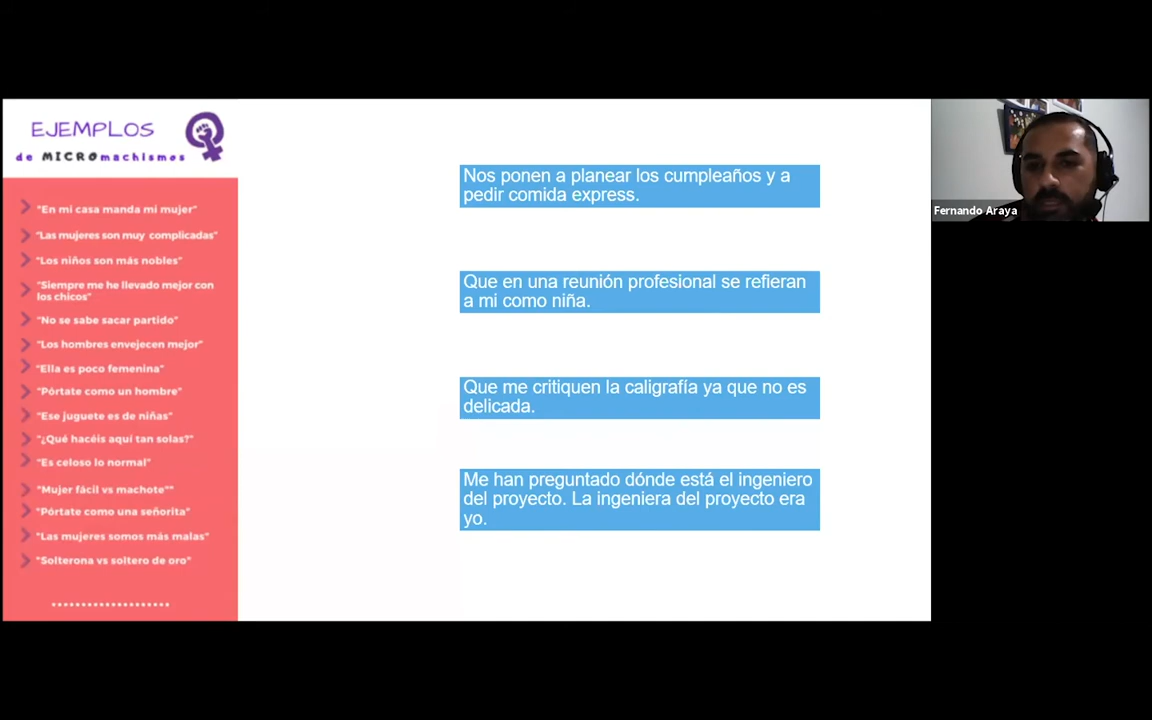 EJEMPLOS
de MICROmachismos
"En mi casa manda mi mujer"
"Las mujeres son muy complicadas"
"Los niños son más nobles"
"Siempre me he llevado mejor con
los chicos"
"No se sabe sacar partido"
"Los hombres envejecen mejor"
"Ella es poco femenina"
"Pórtate como un hombre"
"Ese juguete es de niñas"
"¿Qué hacéis aquí tan solas?"
"Es celoso lo normal"
"Mujer fácil vs machote""
"Pórtate como una señorita"
"Las mujeres somos más malas"
"Solterona vs soltero de oro"
Nos ponen a planear los cumpleaños y a
pedir comida express.
Que en una reunión profesional se refieran
a mi como niña.
Que me critiquen la caligrafía ya que no es
delicada.
Me han preguntado dónde está el ingeniero
del proyecto. La ingeniera del proyecto era
yo.
Fernando Araya